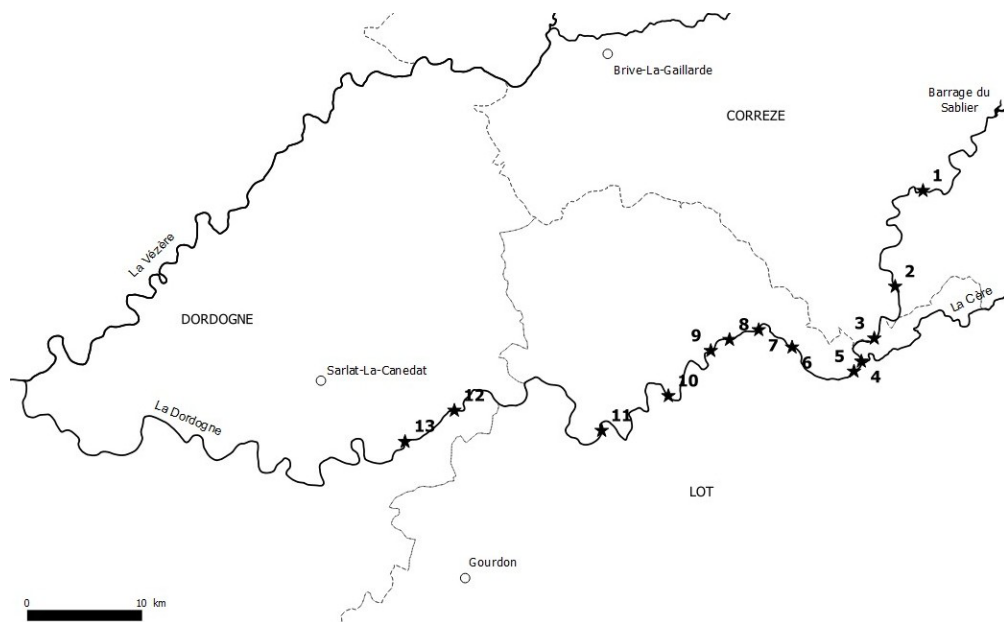 Brive-La-Gaillarde
Barrage du
Sablier
CORREZE
1
La Vézère
2
La Cère
DORDOGNE
3
8
9
7
6
5
4
Sarlat-La-Canedat
10
12
11
13
La Dordogne
LOT
Gourdon
0
10 km